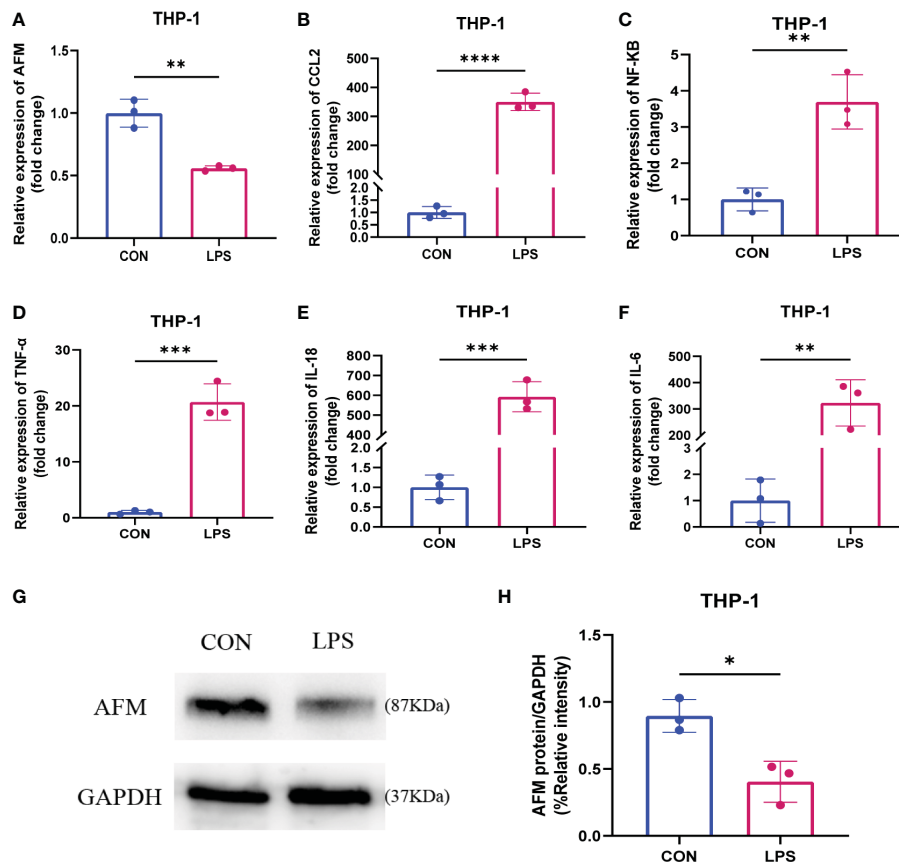 A
THP-1
Relative expression of AFM
(fold change)
1.5
1.0
0.5
0.0
**
CON
LPS
B
THP-1
Relative expression of CCL2
(fold change)
500
400
300
200
100
2.0
1.5
1.0
0.5
0.0
****
CON
LPS
C
THP-1
Relative expression of NF-KB
(fold change)
6
4
2
0
**
CON
LPS
D
THP-1
Relative expression of TNF-α
(fold change)
30
20
10
0
***
CON
LPS
E
THP-1
Relative expression of IL-18
(fold change)
900
800
700
600
500
400
2.0
1.5
1.0
0.5
0.0
***
CON
LPS
F
THP-1
Relative expression of IL-6
(fold change)
500
400
300
200
3
2
1
0
**
CON
LPS
G
CON LPS
AFM (87KDa)
GAPDH (37KDa)
H
THP-1
AFM protein/GAPDH
(%Relative intensity)
1.5
1.0
0.5
0.0
*
CON
LPS